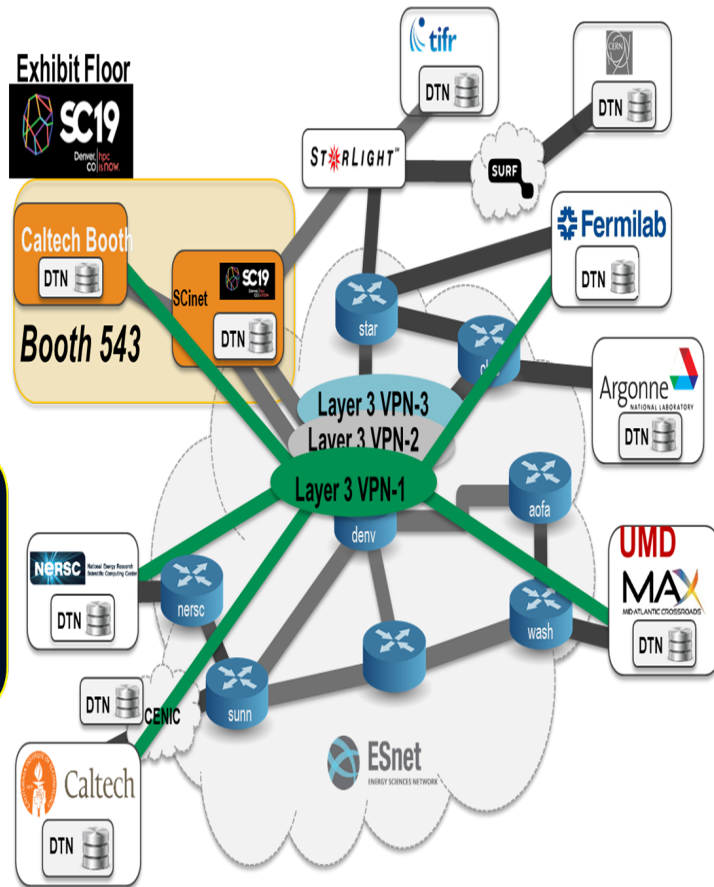 Exhibit Floor
SC19
Denver, CO
hpc is now.
tifr
DTN
CERN
DTN
STARLIGHT
SURF
Caltech Booth
DTN
SCinet
SC19
DTN
Booth 543
Fermilab
DTN
star
Layer 3 VPN-3
Layer 3 VPN-2
Layer 3 VPN-1
Argonne
NATIONAL LABORATORY
DTN
denv
aofa
NERSC
National Energy Research
Scientific Computing Center
DTN
nersc
UMD
MAX
MID-ATLANTIC CROSSROADS
DTN
wash
DTN
CENIC
sunn
ESnet
ENERGY SCIENCES NETWORK
Caltech
DTN